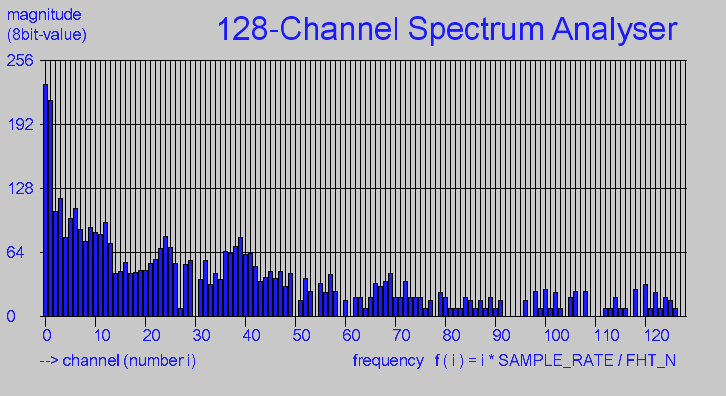 magnitude
(8bit-value)
128-Channel Spectrum Analyser
256
192
128
64
0
0 10 20 30 40 50 60 70 80 90 100 110 120
--> channel (number i)
frequency f ( i ) = i * SAMPLE_RATE / FHT_N